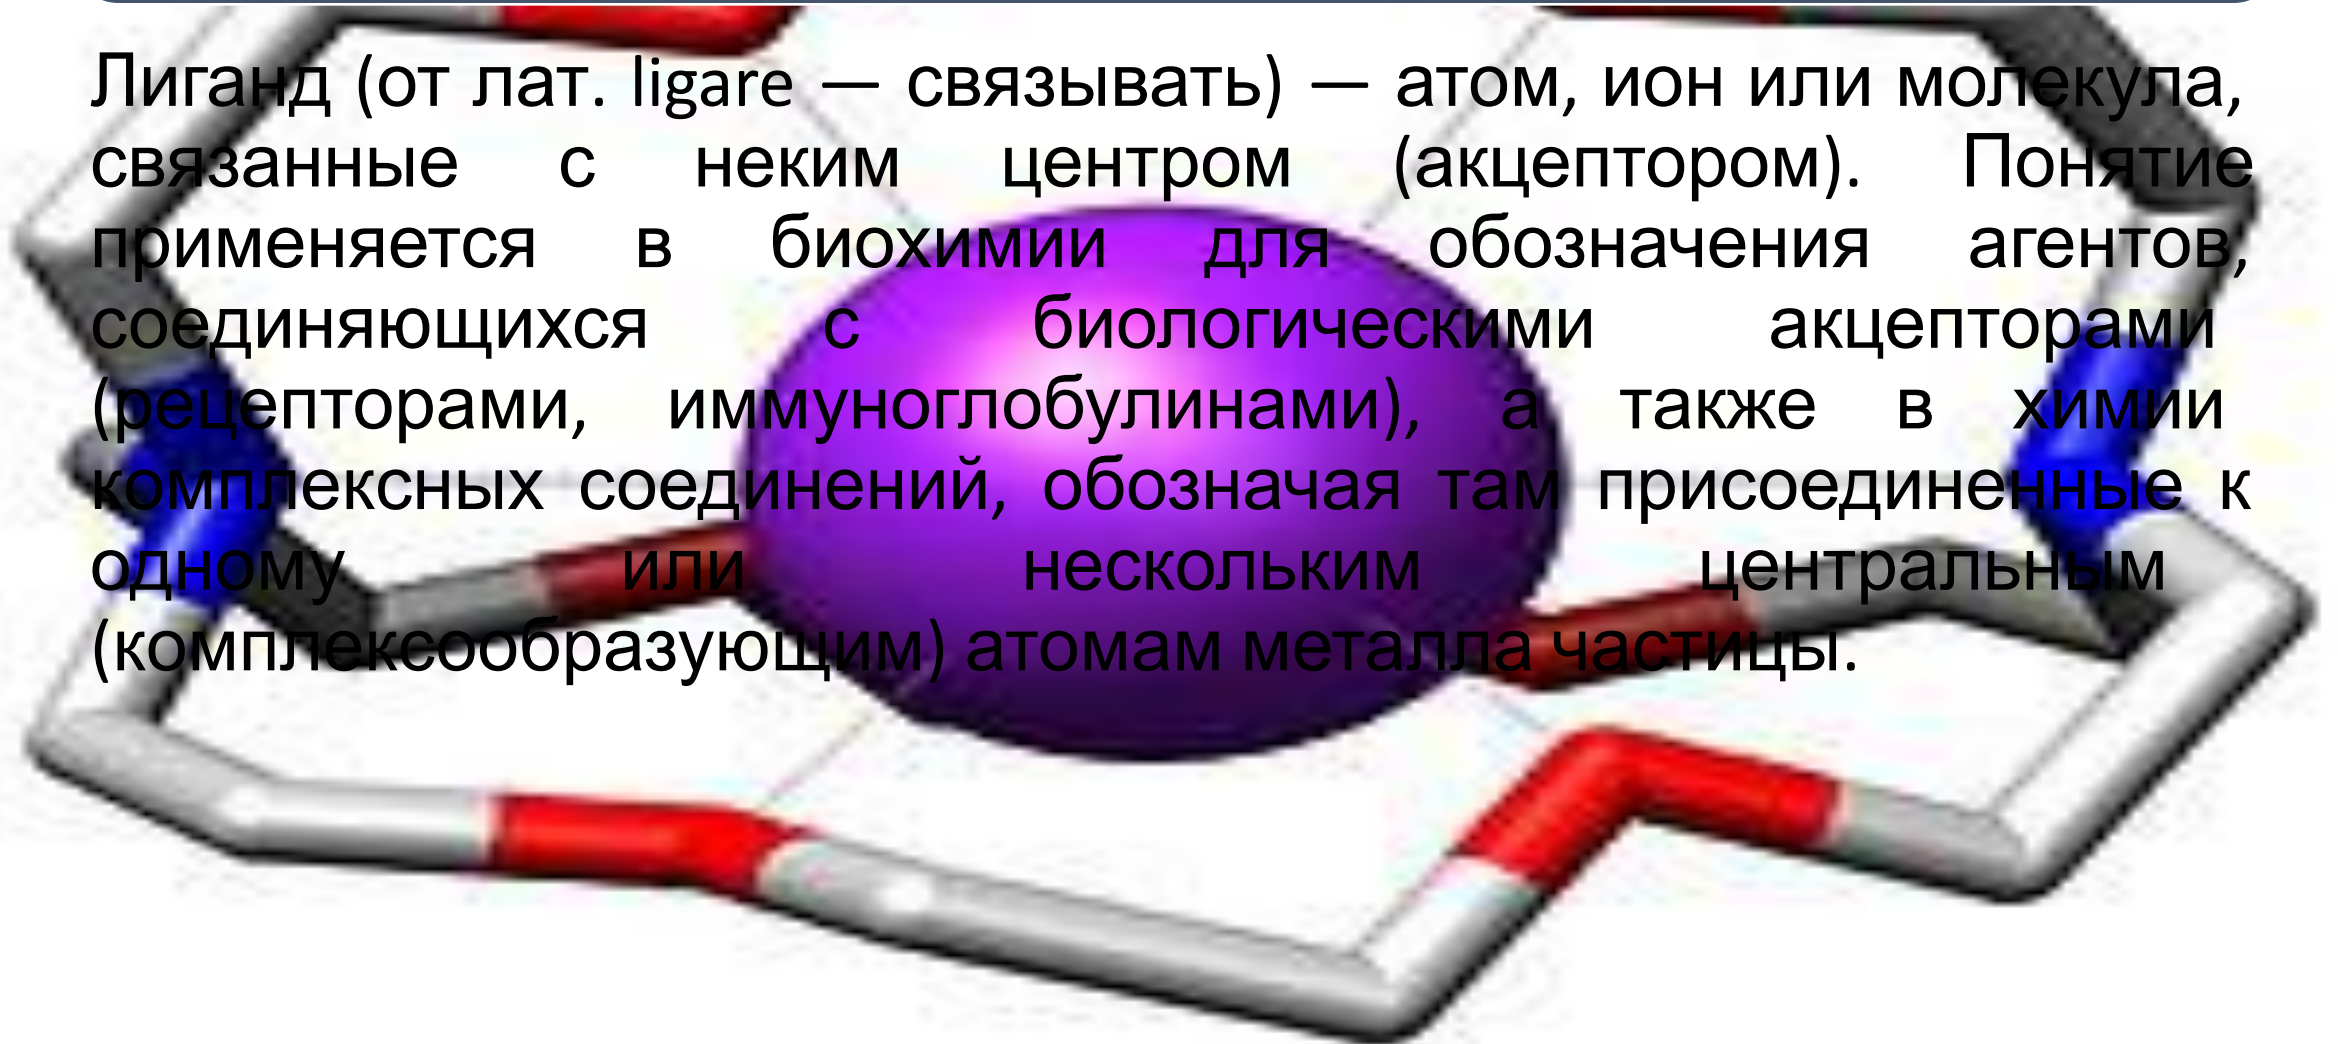 Лиганд (от лат. ligare — связывать) — атом, ион или молекула,
связанные с неким центром (акцептором). Понятие
применяется в биохимии для обозначения агентов,
соединяющихся с биологическими акцепторами
(рецепторами, иммуноглобулинами), а также в химии
комплексных соединений, обозначая там присоединенные к
одному или нескольким центральным
(комплексообразующим) атомам металла частицы.